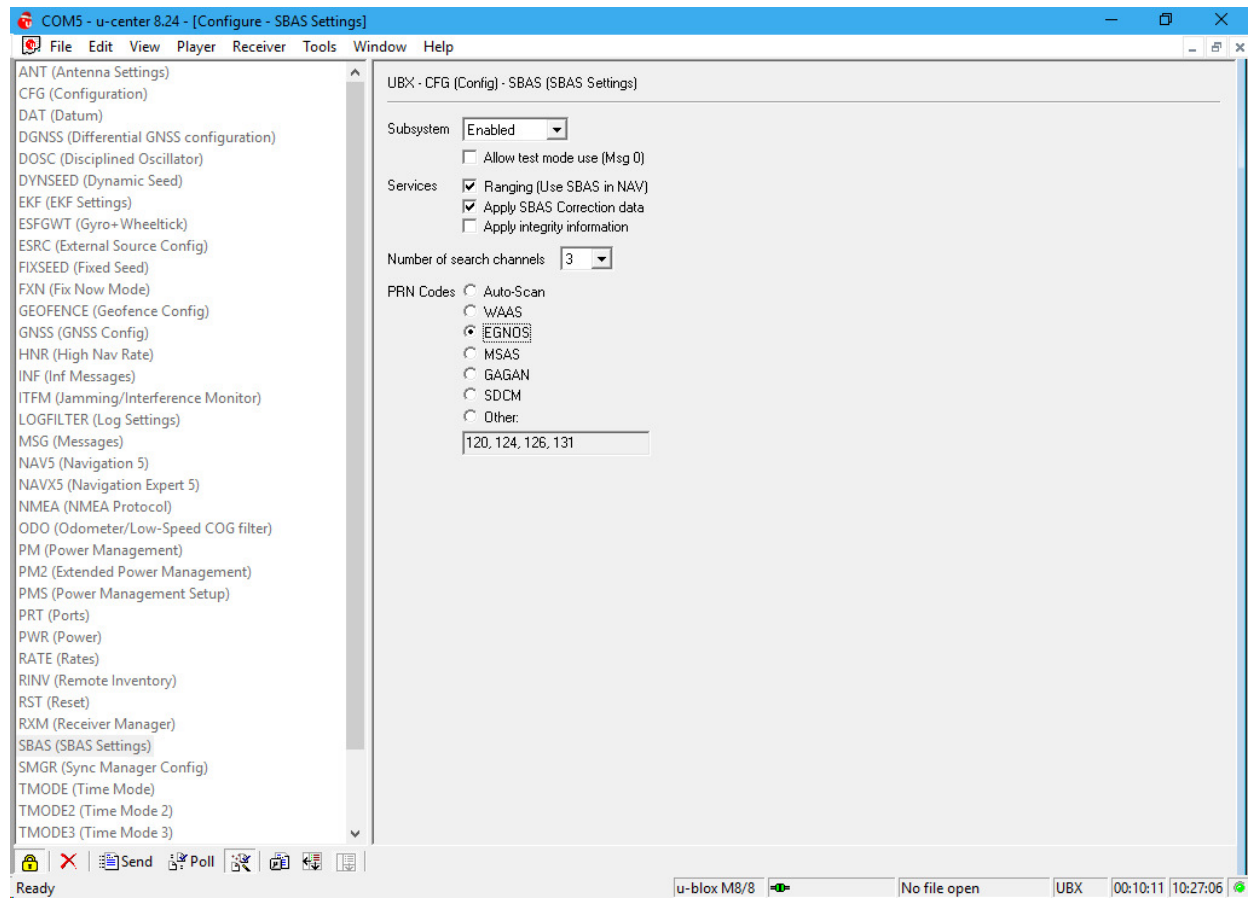 COM5 - u-center 8.24 - [Configure - SBAS Settings]
File Edit View Player Receiver Tools Window Help
ANT (Antenna Settings)
CFG (Configuration)
DAT (Datum)
DGNSS (Differential GNSS configuration)
DOSC (Disciplined Oscillator)
DYNSEED (Dynamic Seed)
EKF (EKF Settings)
ESFGWT (Gyro+Wheeltick)
ESRC (External Source Config)
FIXSEED (Fixed Seed)
FXN (Fix Now Mode)
GEOFENCE (Geofence Config)
GNSS (GNSS Config)
HNR (High Nav Rate)
INF (Inf Messages)
ITFM (Jamming/Interference Monitor)
LOGFILTER (Log Settings)
MSG (Messages)
NAV5 (Navigation 5)
NAVX5 (Navigation Expert 5)
NMEA (NMEA Protocol)
ODO (Odometer/Low-Speed COG filter)
PM (Power Management)
PM2 (Extended Power Management)
PMS (Power Management Setup)
PRT (Ports)
PWR (Power)
RATE (Rates)
RINV (Remote Inventory)
RST (Reset)
RXM (Receiver Manager)
SBAS (SBAS Settings)
SMGR (Sync Manager Config)
TMODE (Time Mode)
TMODE2 (Time Mode 2)
TMODE3 (Time Mode 3)
UBX - CFG (Config) - SBAS (SBAS Settings)
Subsystem Enabled
Allow test mode use (Msg 0)
Services Ranging (Use SBAS in NAV)
Apply SBAS Correction data
Apply integrity information
Number of search channels 3
PRN Codes Auto-Scan
WAAS
EGNOS
MSAS
GAGAN
SDCM
Other:
120, 124, 126, 131
Send Poll
Ready u-blox M8/8 No file open UBX 00:10:11 10:27:06